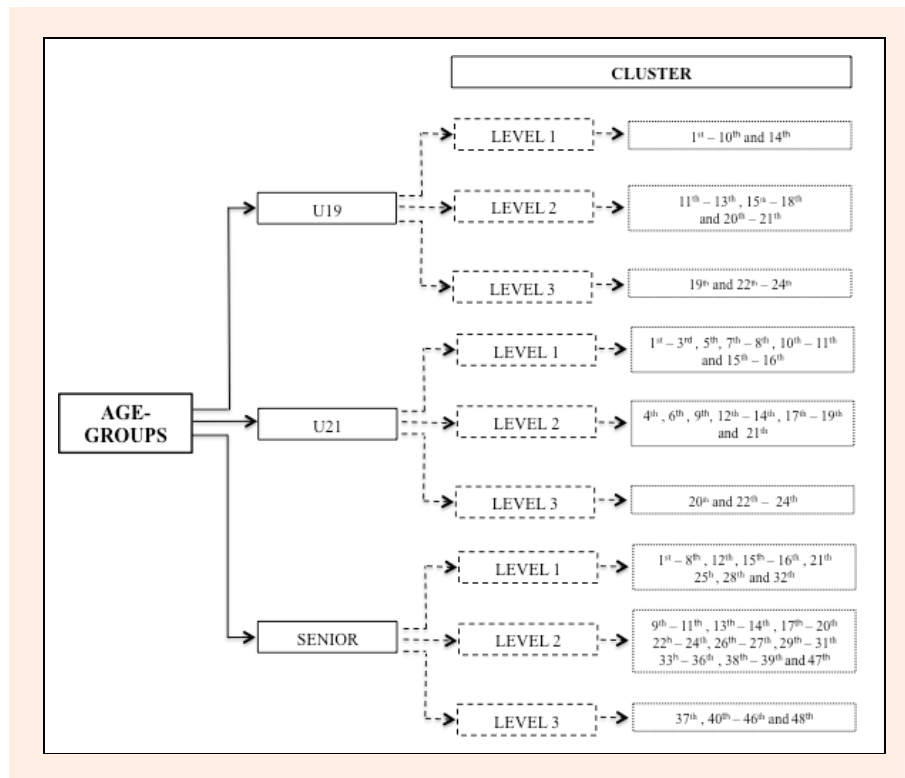 CLUSTER
LEVEL 1
1st – 10th and 14th
U19
LEVEL 2
11th – 13th , 15th – 18th
and 20th – 21th
LEVEL 3
19th and 22th – 24th
LEVEL 1
1st – 3rd, 5th, 7th – 8th , 10th – 11th
and 15th – 16th
AGE-
GROUPS
U21
LEVEL 2
4th , 6th , 9th , 12th – 14th , 17th – 19th
and 21th
LEVEL 3
20th and 22th – 24th
LEVEL 1
1st – 8th , 12th , 15th – 16th , 21th
25h , 28th and 32th
SENIOR
LEVEL 2
9th – 11th , 13th – 14th , 17th – 20th
22h – 24th, 26th – 27th , 29th – 31th
33h – 36th , 38th – 39th and 47th
LEVEL 3
37th , 40th – 46th and 48th